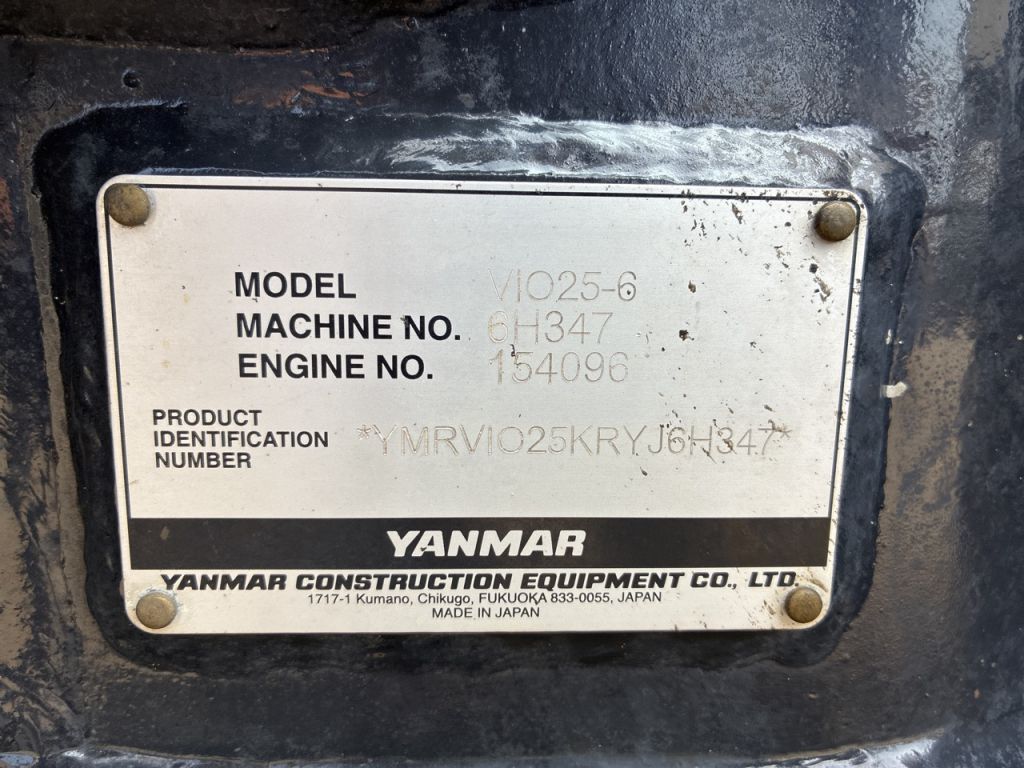 MODEL VIO25-6
MACHINE NO. 6H347
ENGINE NO. 154096
PRODUCT
IDENTIFICATION *YMRVIO25KRYJ6H347*
NUMBER
YANMAR
YANMAR CONSTRUCTION EQUIPMENT CO., LTD.
1717-1 Kumano, Chikugo, FUKUOKA 833-0055, JAPAN
MADE IN JAPAN